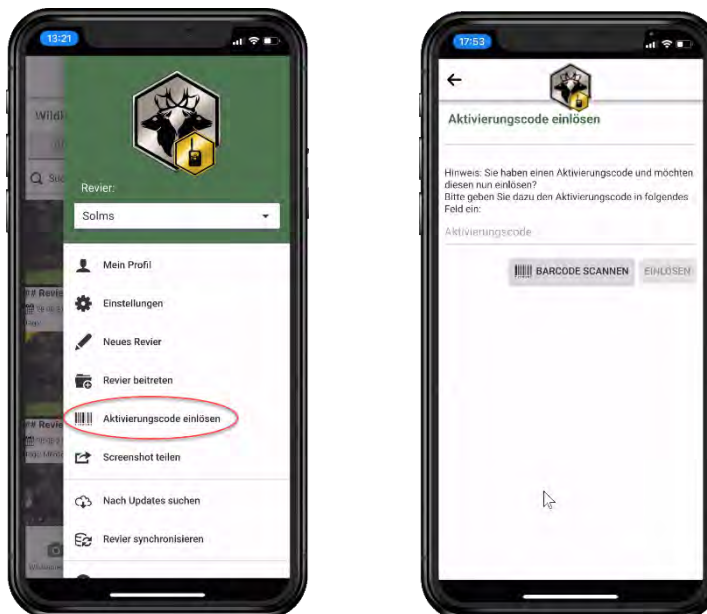 13:21
Revier:
Solms
Mein Profil
Einstellungen
Neues Revier
Revier beitreten
Aktivierungscode einlösen
Screenshot teilen
Nach Updates suchen
Revier synchronisieren
17:53
Aktivierungscode einlösen
Hinweis: Sie haben einen Aktivierungscode und möchten
diesen nun einlösen?
Bitte geben Sie dazu den Aktivierungscode in folgendes
Feld ein:
Aktivierungscode
BARCODE SCANNEN
EINLÖSEN